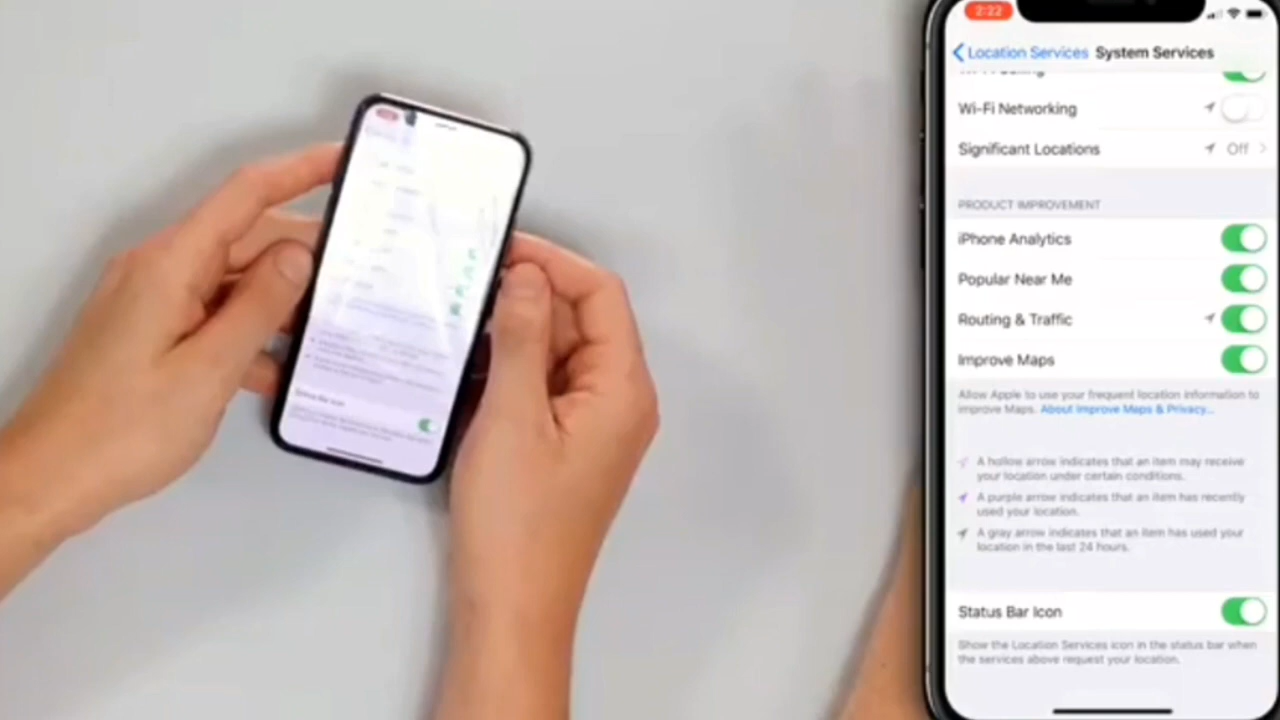 2:22
Location Services System Services
Wi-Fi Networking
Significant Locations Off
PRODUCT IMPROVEMENT
iPhone Analytics
Popular Near Me
Routing & Traffic
Improve Maps
Allow Apple to use your frequent location information to
improve Maps. About Improve Maps & Privacy...
A hollow arrow indicates that an item may receive
your location under certain conditions.
A purple arrow indicates that an item has recently
used your location.
A gray arrow indicates that an item has used your
location in the last 24 hours.
Status Bar Icon
Show the Location Services icon in the status bar when
the services above request your location.
Status Bar Icon